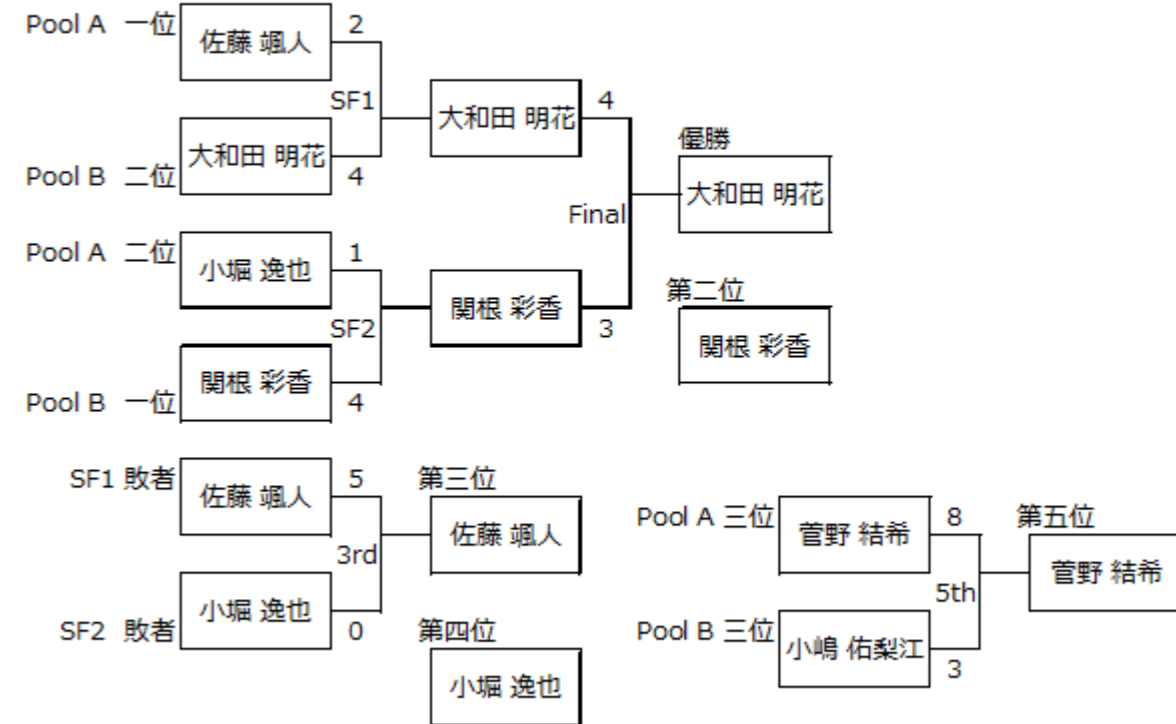 Pool A 一位
佐藤 颯人
2
SF1
Pool B 二位
大和田 明花
4
大和田 明花
4
Pool A 二位
小堀 逸也
1
SF2
Pool B 一位
関根 彩香
4
関根 彩香
3
Final
優勝
大和田 明花
第二位
関根 彩香
SF1 敗者
佐藤 颯人
5
3rd
SF2 敗者
小堀 逸也
0
第三位
佐藤 颯人
第四位
小堀 逸也
Pool A 三位
菅野 結希
8
5th
Pool B 三位
小嶋 佑梨江
3
第五位
菅野 結希